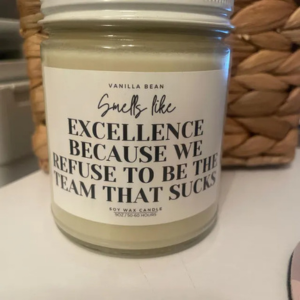 VANILLA BEAN
Smells like
EXCELLENCE
BECAUSE WE
REFUSE TO BE THE
TEAM THAT SUCKS
SOY WAX CANDLE